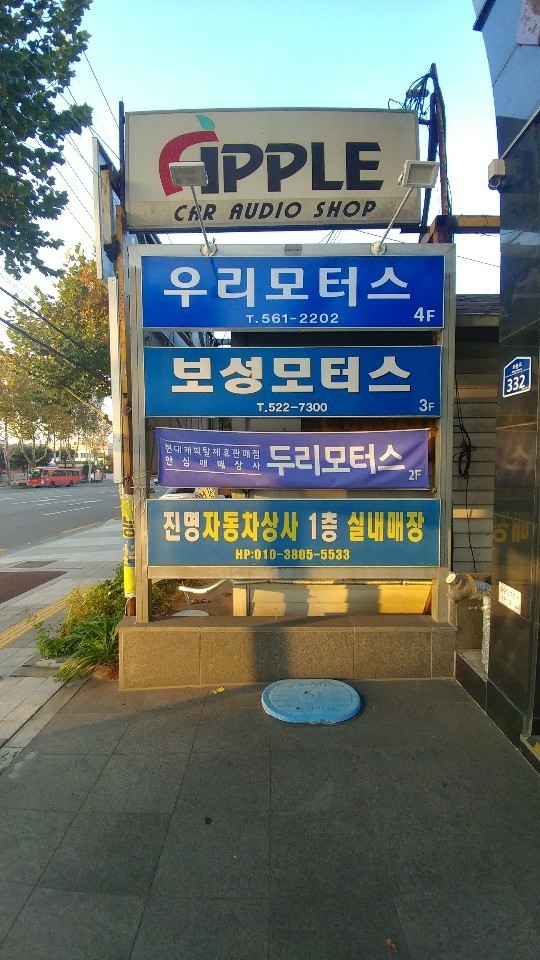 APPLE
CAR AUDIO SHOP
우리모터스
T.561-2202 4F
보성모터스
T.522-7300 3F
현대캐피탈제휴판매점
안심매매상사 두리모터스 2F
진명자동차상사 1층 실내매장
HP:010-3805-5533
332